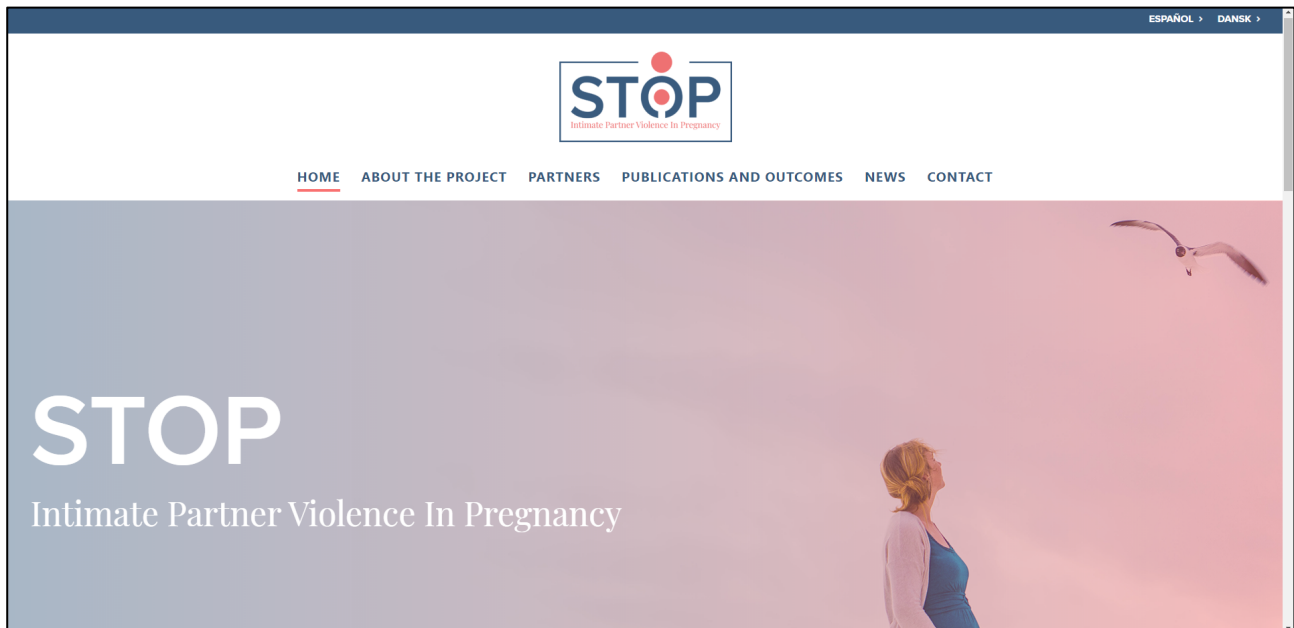 ESPAÑOL > DANSK >
STOP
Intimate Partner Violence In Pregnancy
HOME ABOUT THE PROJECT PARTNERS PUBLICATIONS AND OUTCOMES NEWS CONTACT
STOP
Intimate Partner Violence In Pregnancy